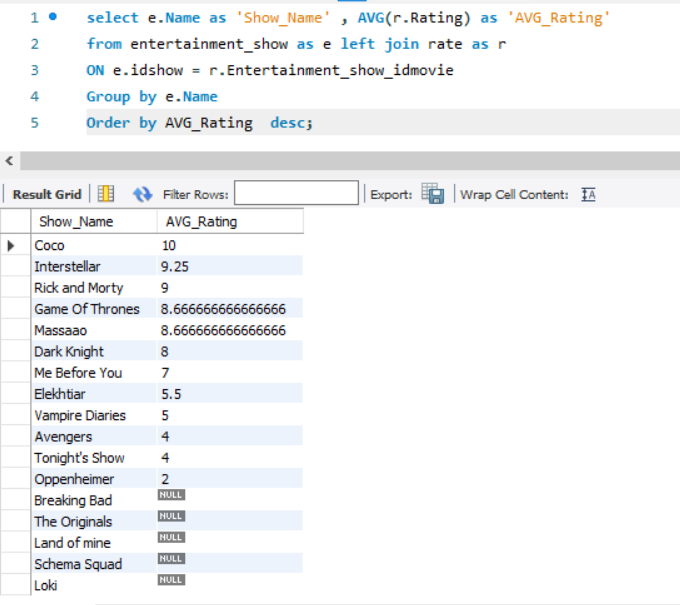 1 select e.Name as 'Show_Name' , AVG(r.Rating) as 'AVG_Rating'
2 from entertainment_show as e left join rate as r
3 ON e.idshow = r.Entertainment_show_idmovie
4 Group by e.Name
5 Order by AVG_Rating desc;
Result Grid Filter Rows: Export: Wrap Cell Content: IA
Show_Name AVG_Rating
Coco 10
Interstellar 9.25
Rick and Morty 9
Game Of Thrones 8.666666666666666
Massaao 8.666666666666666
Dark Knight 8
Me Before You 7
Elekhtiar 5.5
Vampire Diaries 5
Avengers 4
Tonight's Show 4
Oppenheimer 2
Breaking Bad NULL
The Originals NULL
Land of mine NULL
Schema Squad NULL
Loki NULL